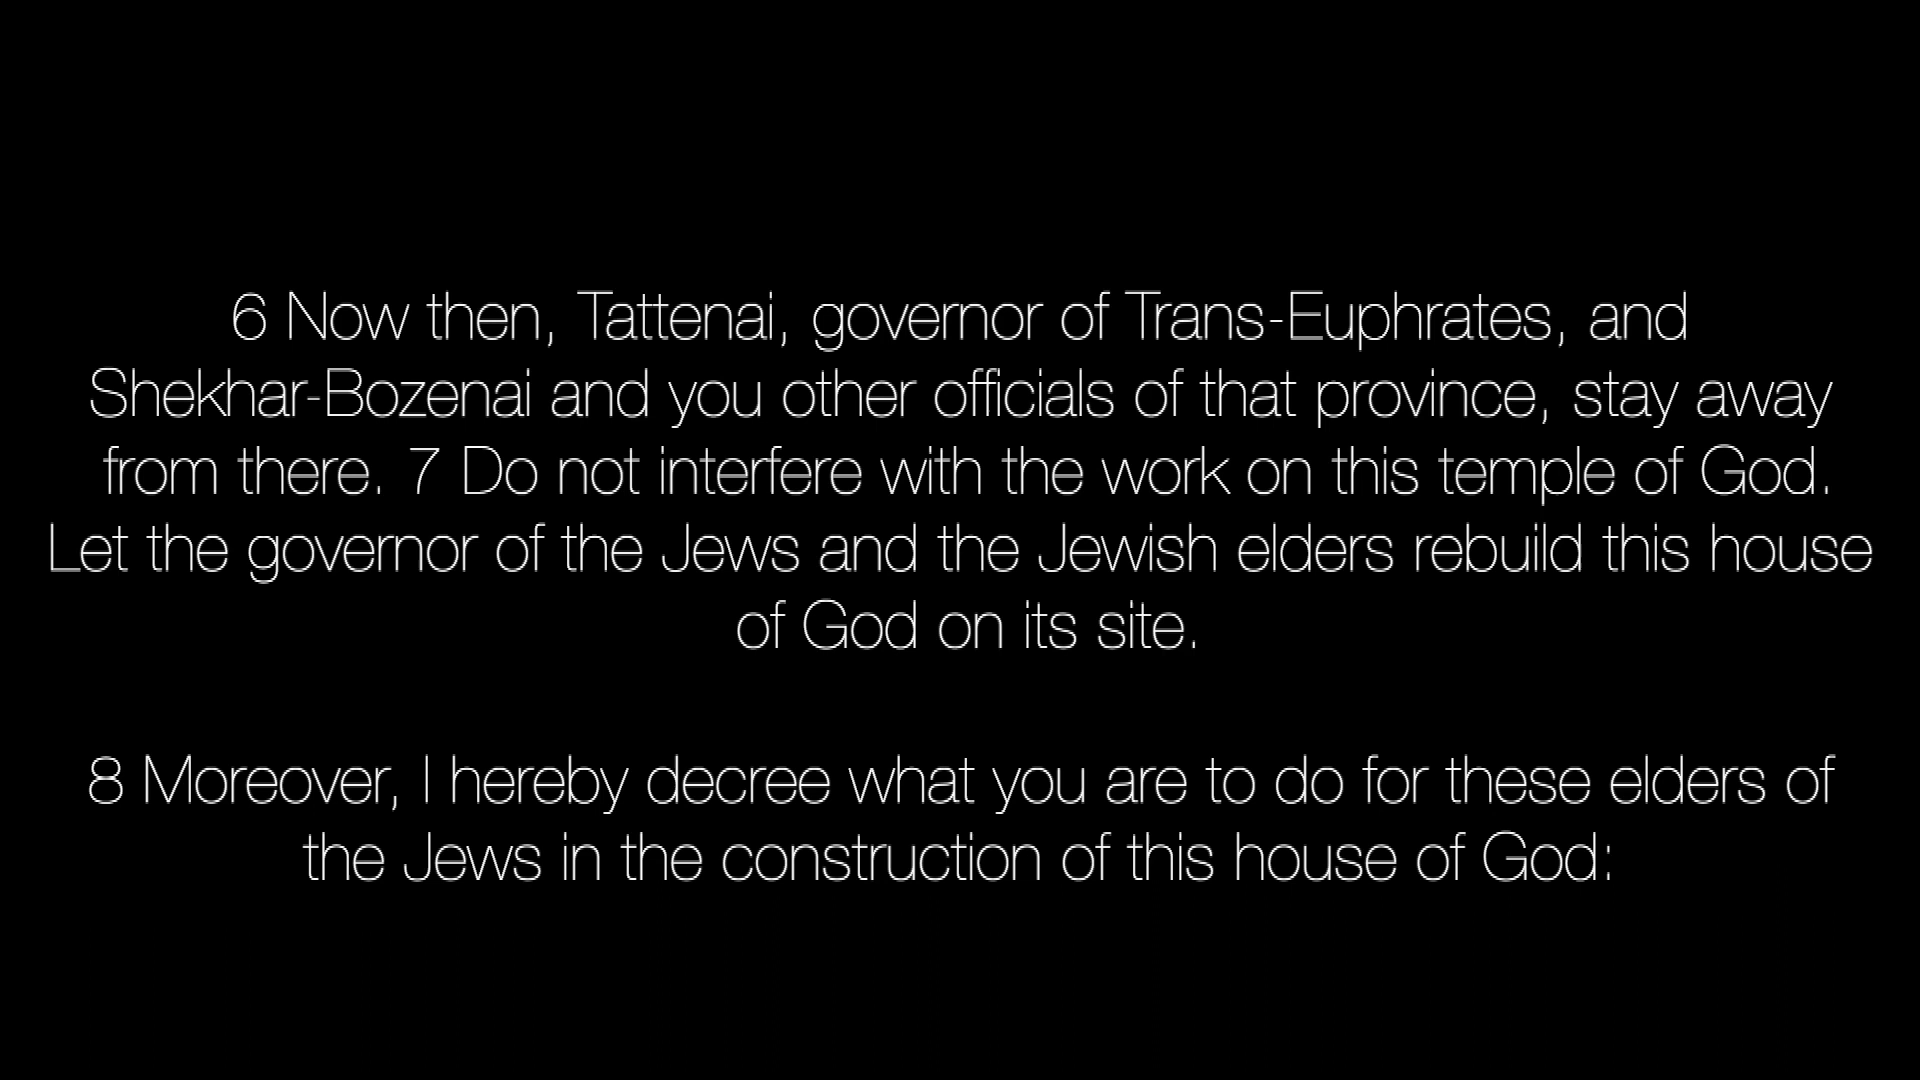 6 Now then, Tattenai, governor of Trans-Euphrates, and
Shekhar-Bozenai and you other officials of that province, stay away
from there. 7 Do not interfere with the work on this temple of God.
Let the governor of the Jews and the Jewish elders rebuild this house
of God on its site.
8 Moreover, I hereby decree what you are to do for these elders of
the Jews in the construction of this house of God: